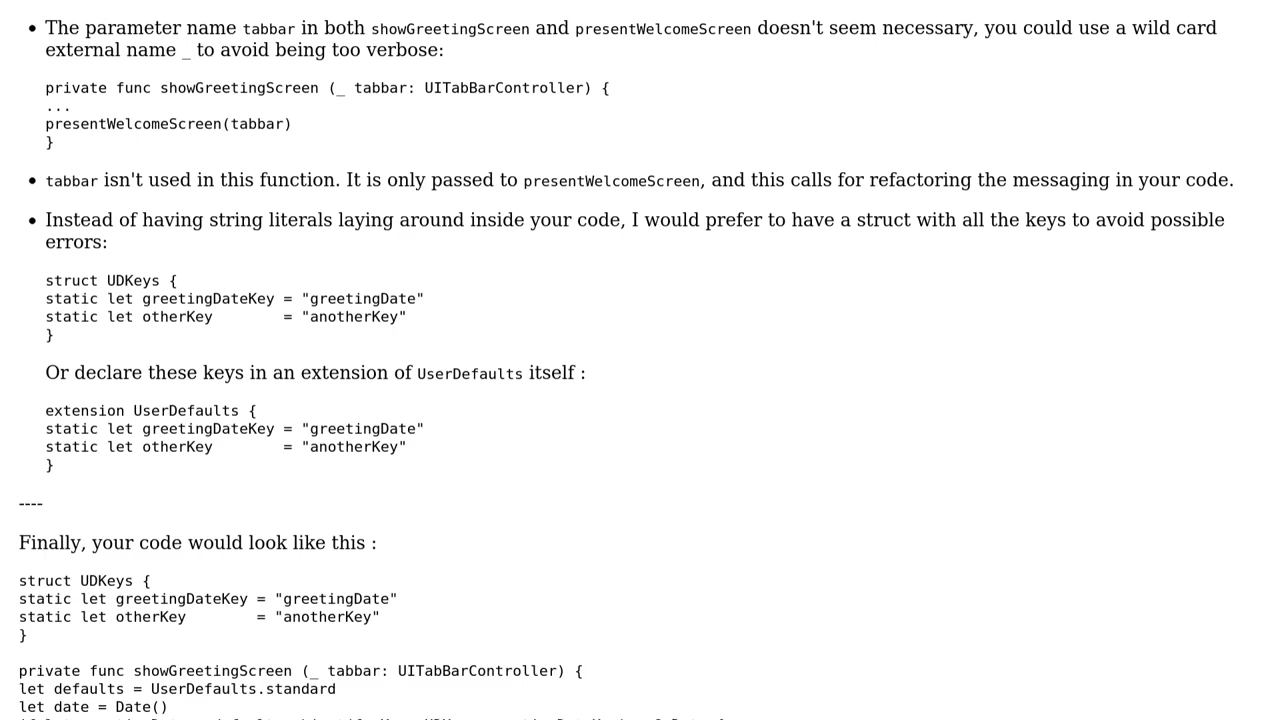 • The parameter name tabbar in both showGreetingScreen and presentWelcomeScreen doesn't seem necessary, you could use a wild card
external name _ to avoid being too verbose:
private func showGreetingScreen (_ tabbar: UITabBarController) {
...
presentWelcomeScreen(tabbar)
}
• tabbar isn't used in this function. It is only passed to presentWelcomeScreen, and this calls for refactoring the messaging in your code.
• Instead of having string literals laying around inside your code, I would prefer to have a struct with all the keys to avoid possible
errors:
struct UDKeys {
static let greetingDateKey = "greetingDate"
static let otherKey        = "anotherKey"
}
Or declare these keys in an extension of UserDefaults itself :
extension UserDefaults {
static let greetingDateKey = "greetingDate"
static let otherKey        = "anotherKey"
}
----
Finally, your code would look like this :
struct UDKeys {
static let greetingDateKey = "greetingDate"
static let otherKey        = "anotherKey"
}
private func showGreetingScreen (_ tabbar: UITabBarController) {
let defaults = UserDefaults.standard
let date = Date()